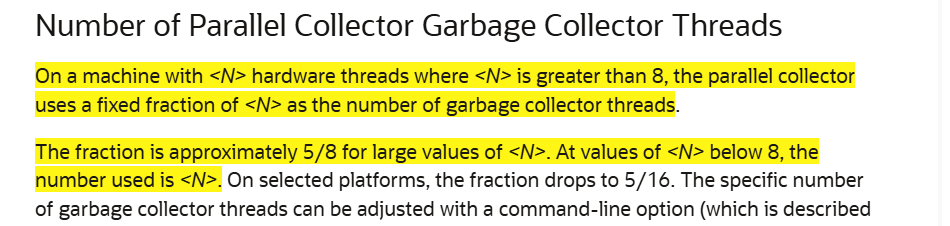 Number of Parallel Collector Garbage Collector Threads
On a machine with <N> hardware threads where <N> is greater than 8, the parallel collector
uses a fixed fraction of <N> as the number of garbage collector threads.
The fraction is approximately 5/8 for large values of <N>. At values of <N> below 8, the
number used is <N>. On selected platforms, the fraction drops to 5/16. The specific number
of garbage collector threads can be adjusted with a command-line option (which is described